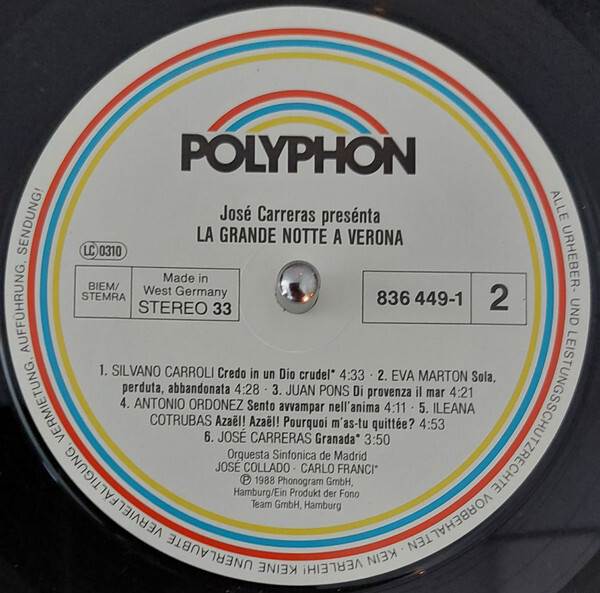 POLYPHON
José Carreras presénta
LA GRANDE NOTTE A VERONA
LC 0310
BIEM/
STEMRA
Made in
West Germany
STEREO 33
836 449-1
2
1. SILVANO CARROLI Credo in un Dio crudel* 4:33 · 2. EVA MARTON Sola,
perduta, abbandonata 4:28 · 3. JUAN PONS Di provenza il mar 4:21
4. ANTONIO ORDONEZ Sento avvampar nell'anima 4:11 · 5. ILEANA
COTRUBAS Azaël! Azaël! Pourquoi m'as-tu quittée? 4:53
6. JOSÉ CARRERAS Granada* 3:50
Orquesta Sinfonica de Madrid
JOSÉ COLLADO · CARLO FRANCI*
Ⓟ 1988 Phonogram GmbH,
Hamburg/Ein Produkt der Fono
Team GmbH, Hamburg
ALLE URHEBER- UND LEISTUNGSSCHUTZRECHTE VORBEHALTEN · KEIN VERLEIH! KEINE UNERLAUBTE VERVIELFÄLTIGUNG, VERMIETUNG, AUFFÜHRUNG, SENDUNG!